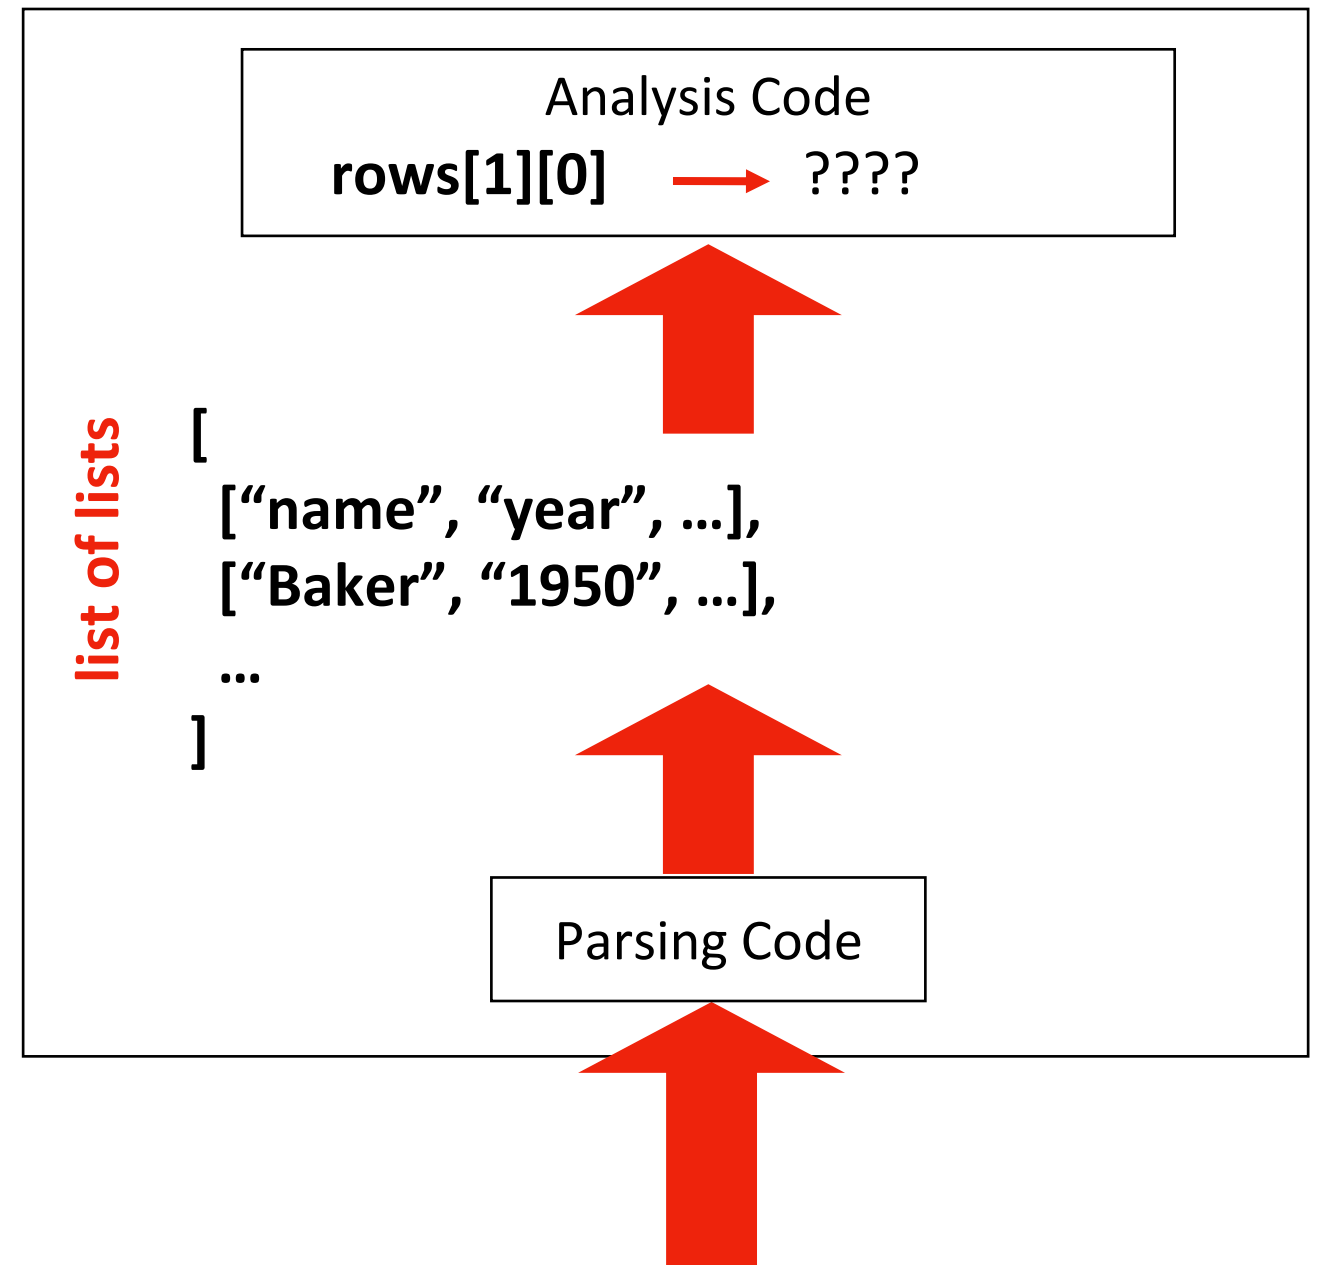 Analysis Code
rows[1][0] ????
list of lists
[
[“name”, “year”, …],
[“Baker”, “1950”, …],
…
]
Parsing Code